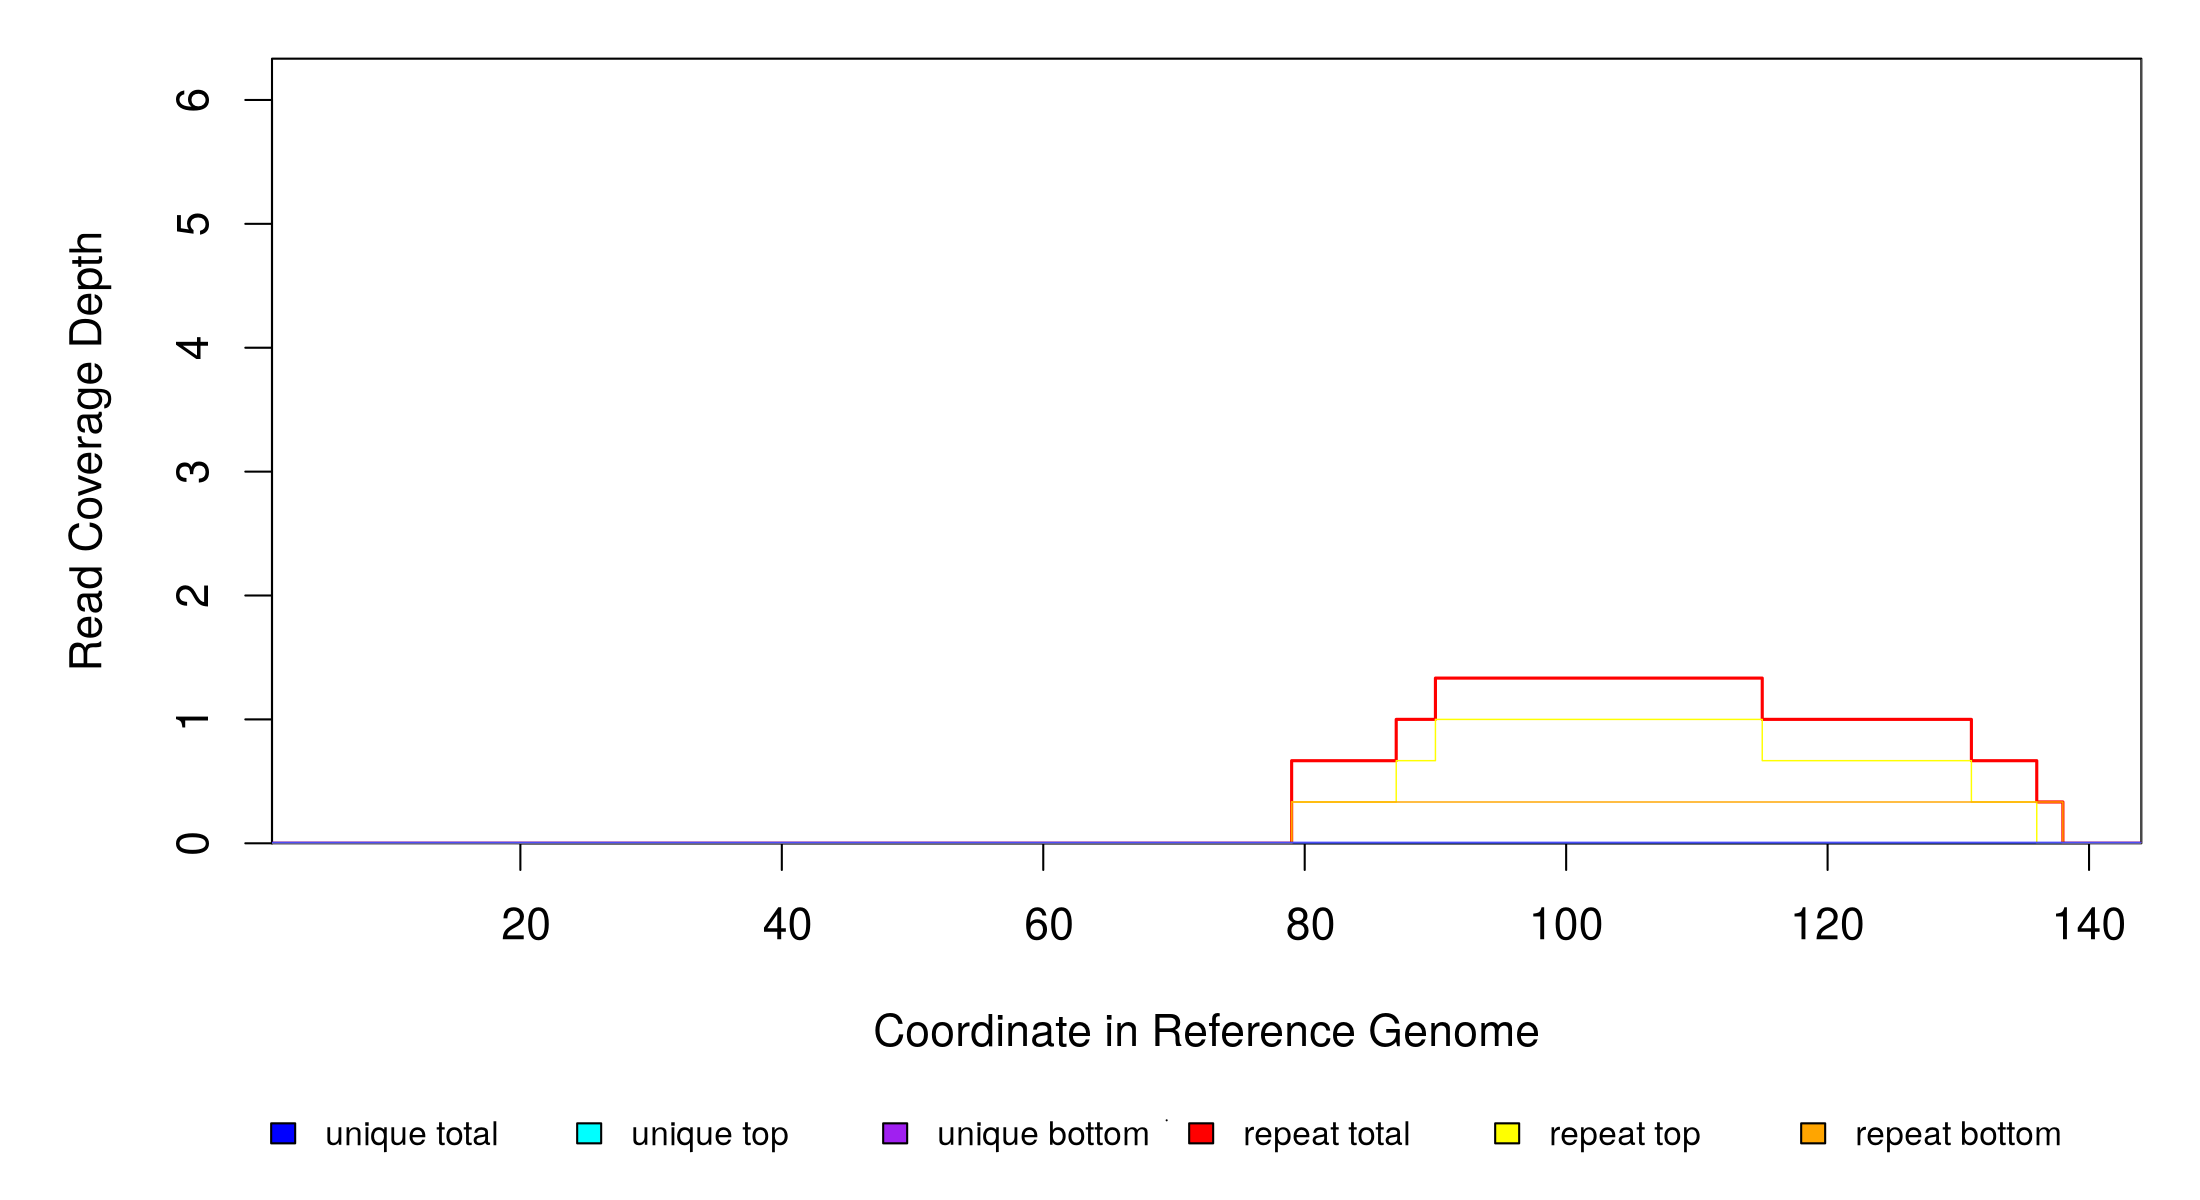 Read Coverage Depth
6
5
4
3
2
1
0
20 40 60 80 100 120 140
Coordinate in Reference Genome
unique total unique top unique bottom repeat total repeat top repeat bottom